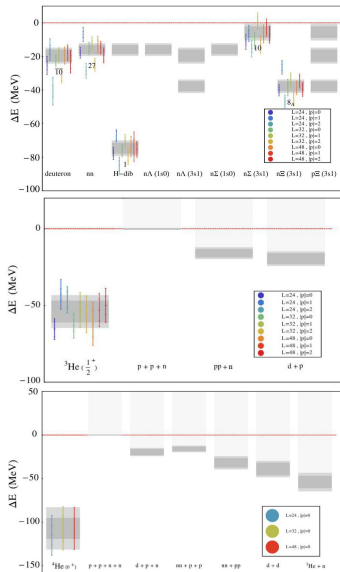 0
−20
−40
−60
−80
−100
ΔE (MeV)
10
27
1
10
8A
L=24 , |p|=0
L=24 , |p|=1
L=24 , |p|=2
L=32 , |p|=0
L=32 , |p|=1
L=32 , |p|=2
L=48 , |p|=0
L=48 , |p|=1
L=48 , |p|=2
deuteron nn H−dib nΛ (1s0) nΛ (3s1) nΣ (1s0) nΣ (3s1) nΞ (3s1) pΞ (3s1)
0
−50
−100
ΔE (MeV)
L=24 , |p|=0
L=24 , |p|=1
L=24 , |p|=2
L=32 , |p|=0
L=32 , |p|=1
L=32 , |p|=2
L=48 , |p|=0
L=48 , |p|=1
L=48 , |p|=2
³He (1/2⁺) p + p + n pp + n d + p
0
−50
−100
−150
ΔE (MeV)
L=24 , |p|=0
L=32 , |p|=0
L=48 , |p|=0
⁴He (0⁺) p + p + n + n d + p + n nn + p + p nn + pp d + d ³He + n